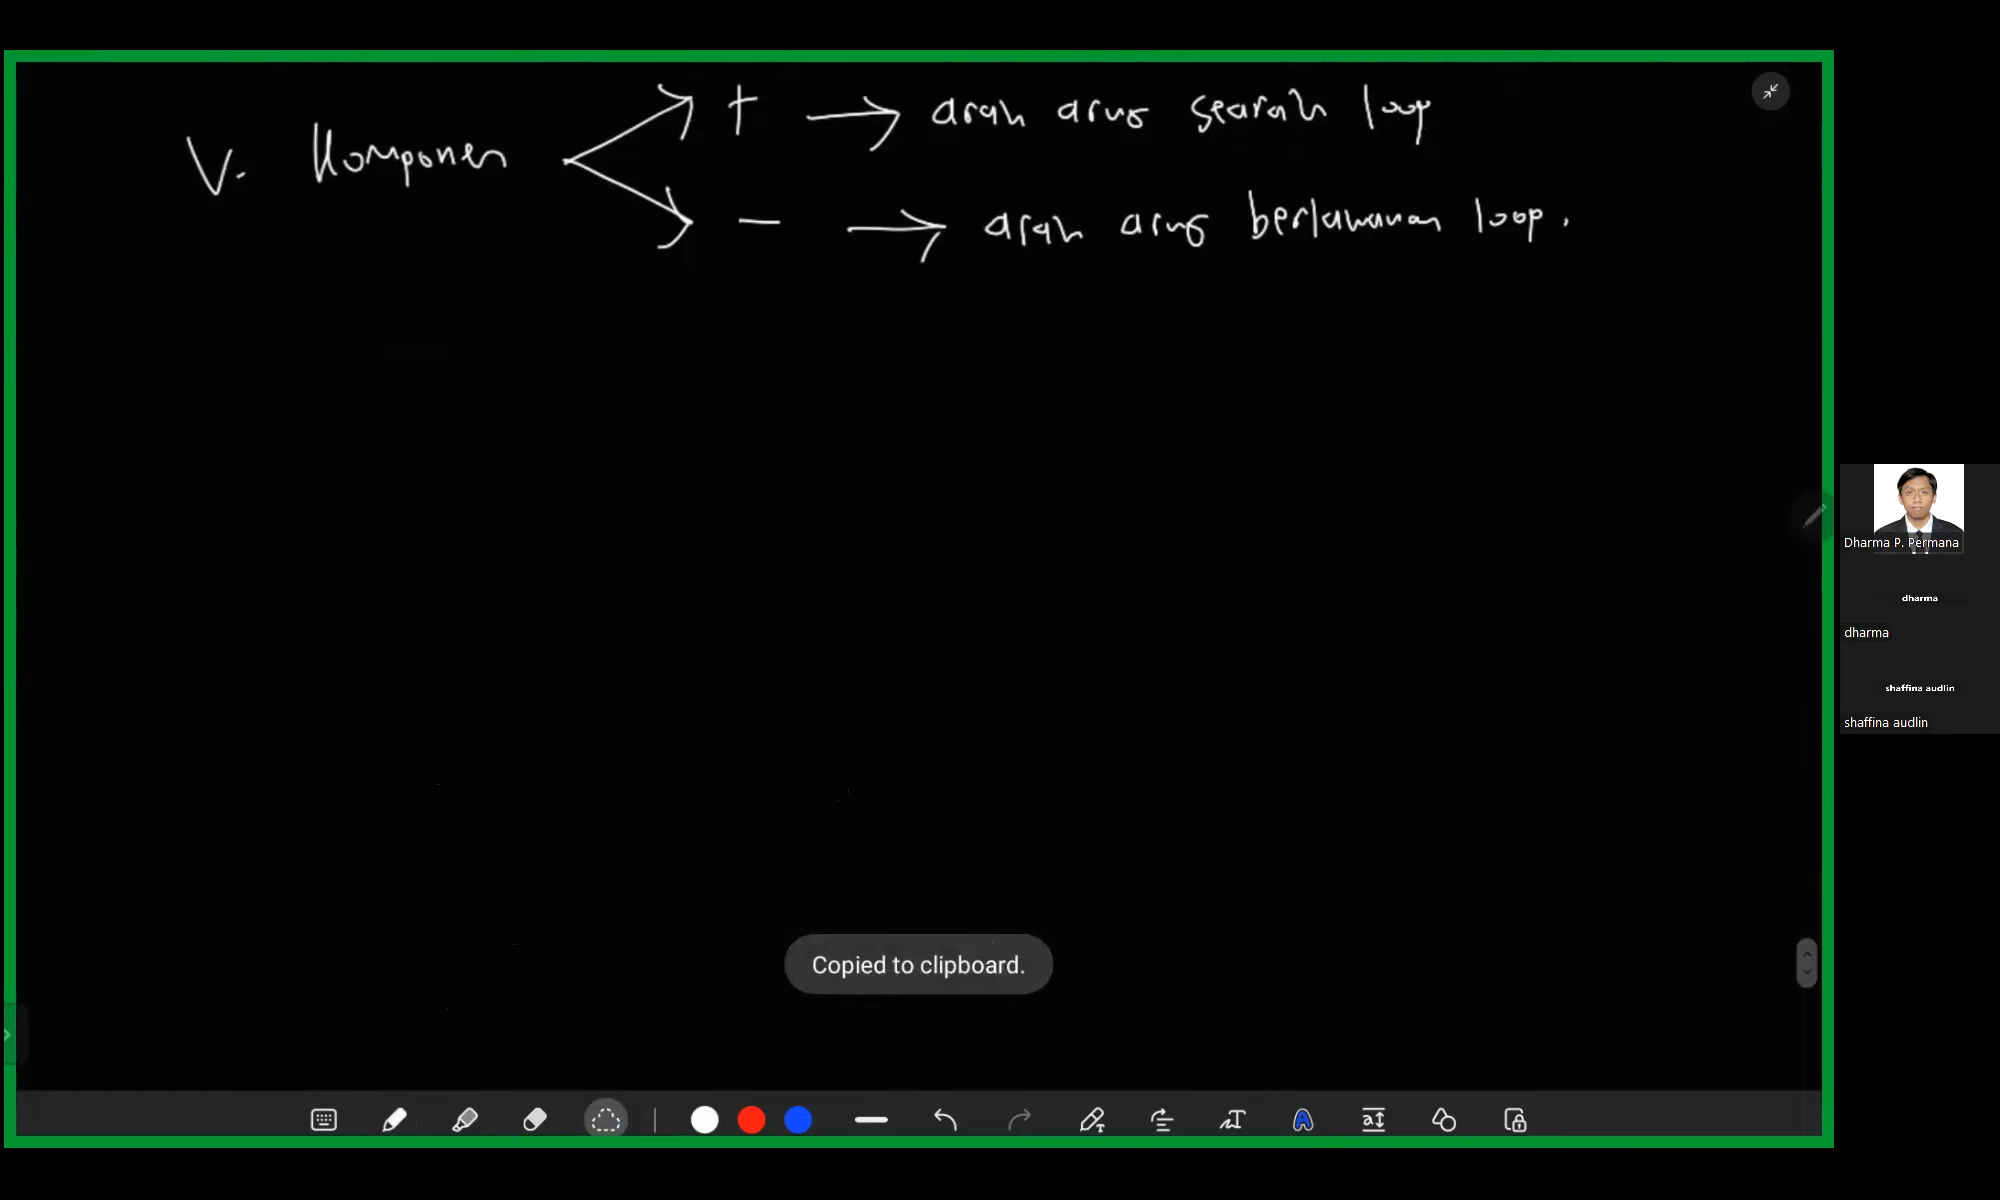 + → arah arus searah loop
V. Komponen
- → arah arus berlawanan loop.
Dharma P. Permana
dharma
dharma
shaffina audlin
shaffina audlin
Copied to clipboard.